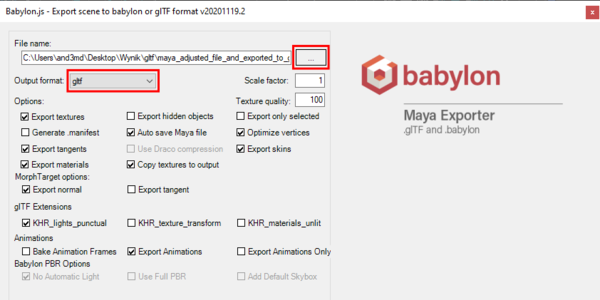 Babylon.js - Export scene to babylon or glTF format v20201119.2
File name:
C:\Users\and3md\Desktop\Wynik\gltf\maya_adjusted_file_and_exported_to_g
...
Output format: gltf Scale factor: 1
Options: Texture quality: 100
Export textures Export hidden objects Export only selected
Generate .manifest Auto save Maya file Optimize vertices
Export tangents Use Draco compression Export skins
Export materials Copy textures to output
MorphTarget options:
Export normal Export tangent
glTF Extensions
KHR_lights_punctual KHR_texture_transform KHR_materials_unlit
Animations
Bake Animation Frames Export Animations Export Animations Only
Babylon PBR Options
No Automatic Light Use Full PBR Add Default Skybox
babylon
Maya Exporter
.glTF and .babylon